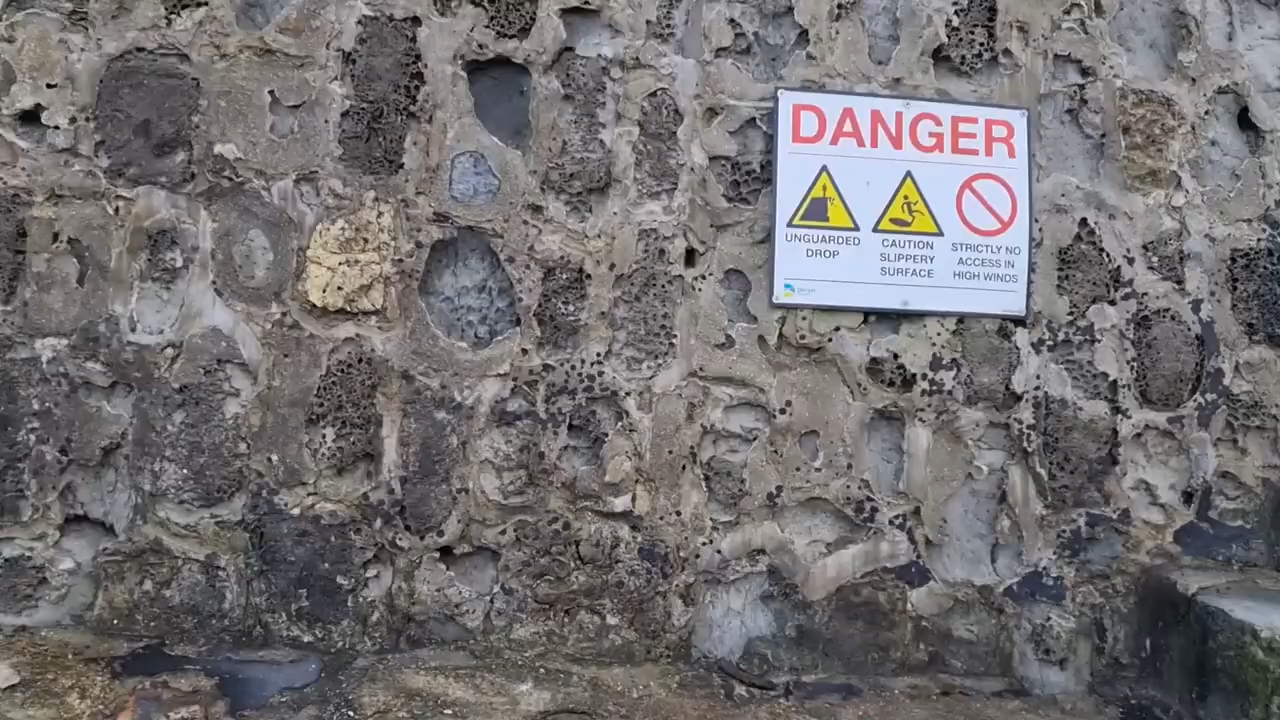 DANGER
UNGUARDED
DROP
CAUTION
SLIPPERY
SURFACE
STRICTLY NO
ACCESS IN
HIGH WINDS